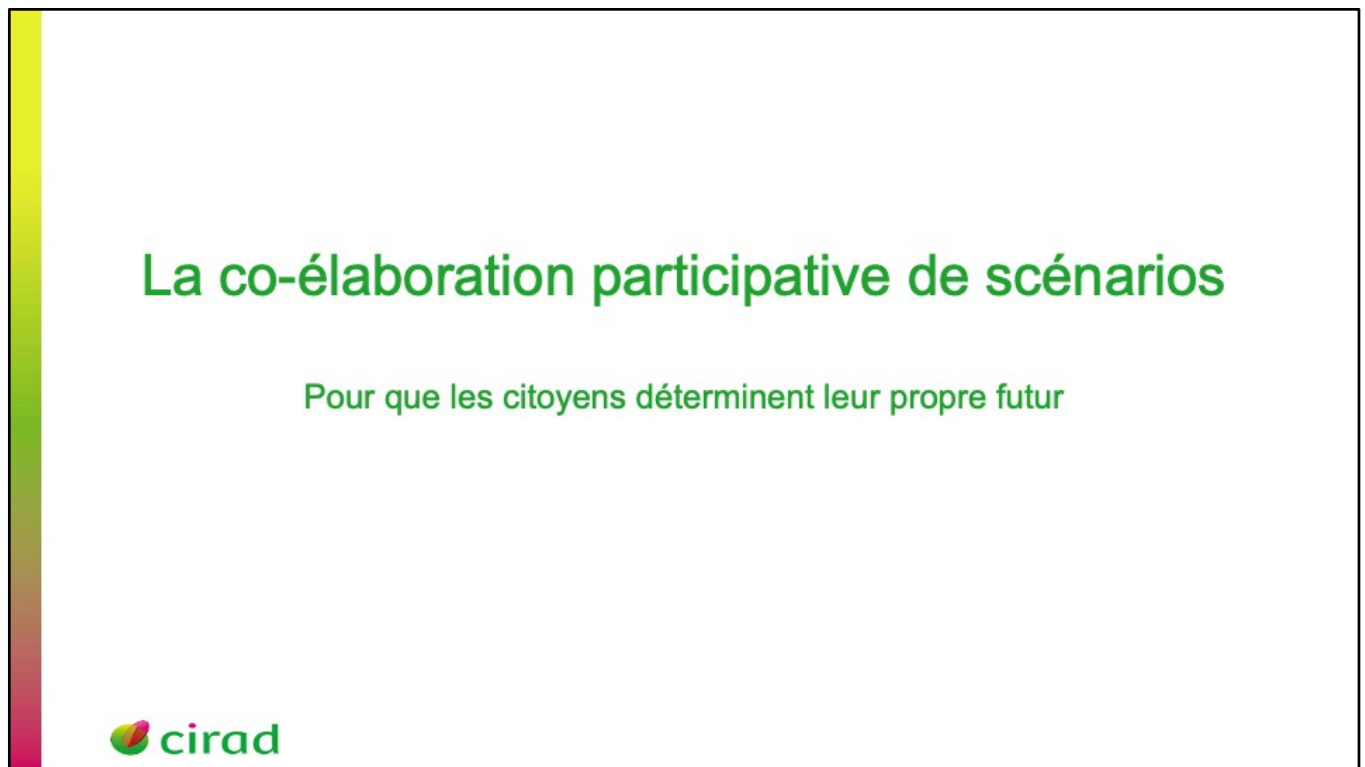 La co-élaboration participative de scénarios
Pour que les citoyens déterminent leur propre futur
cirad